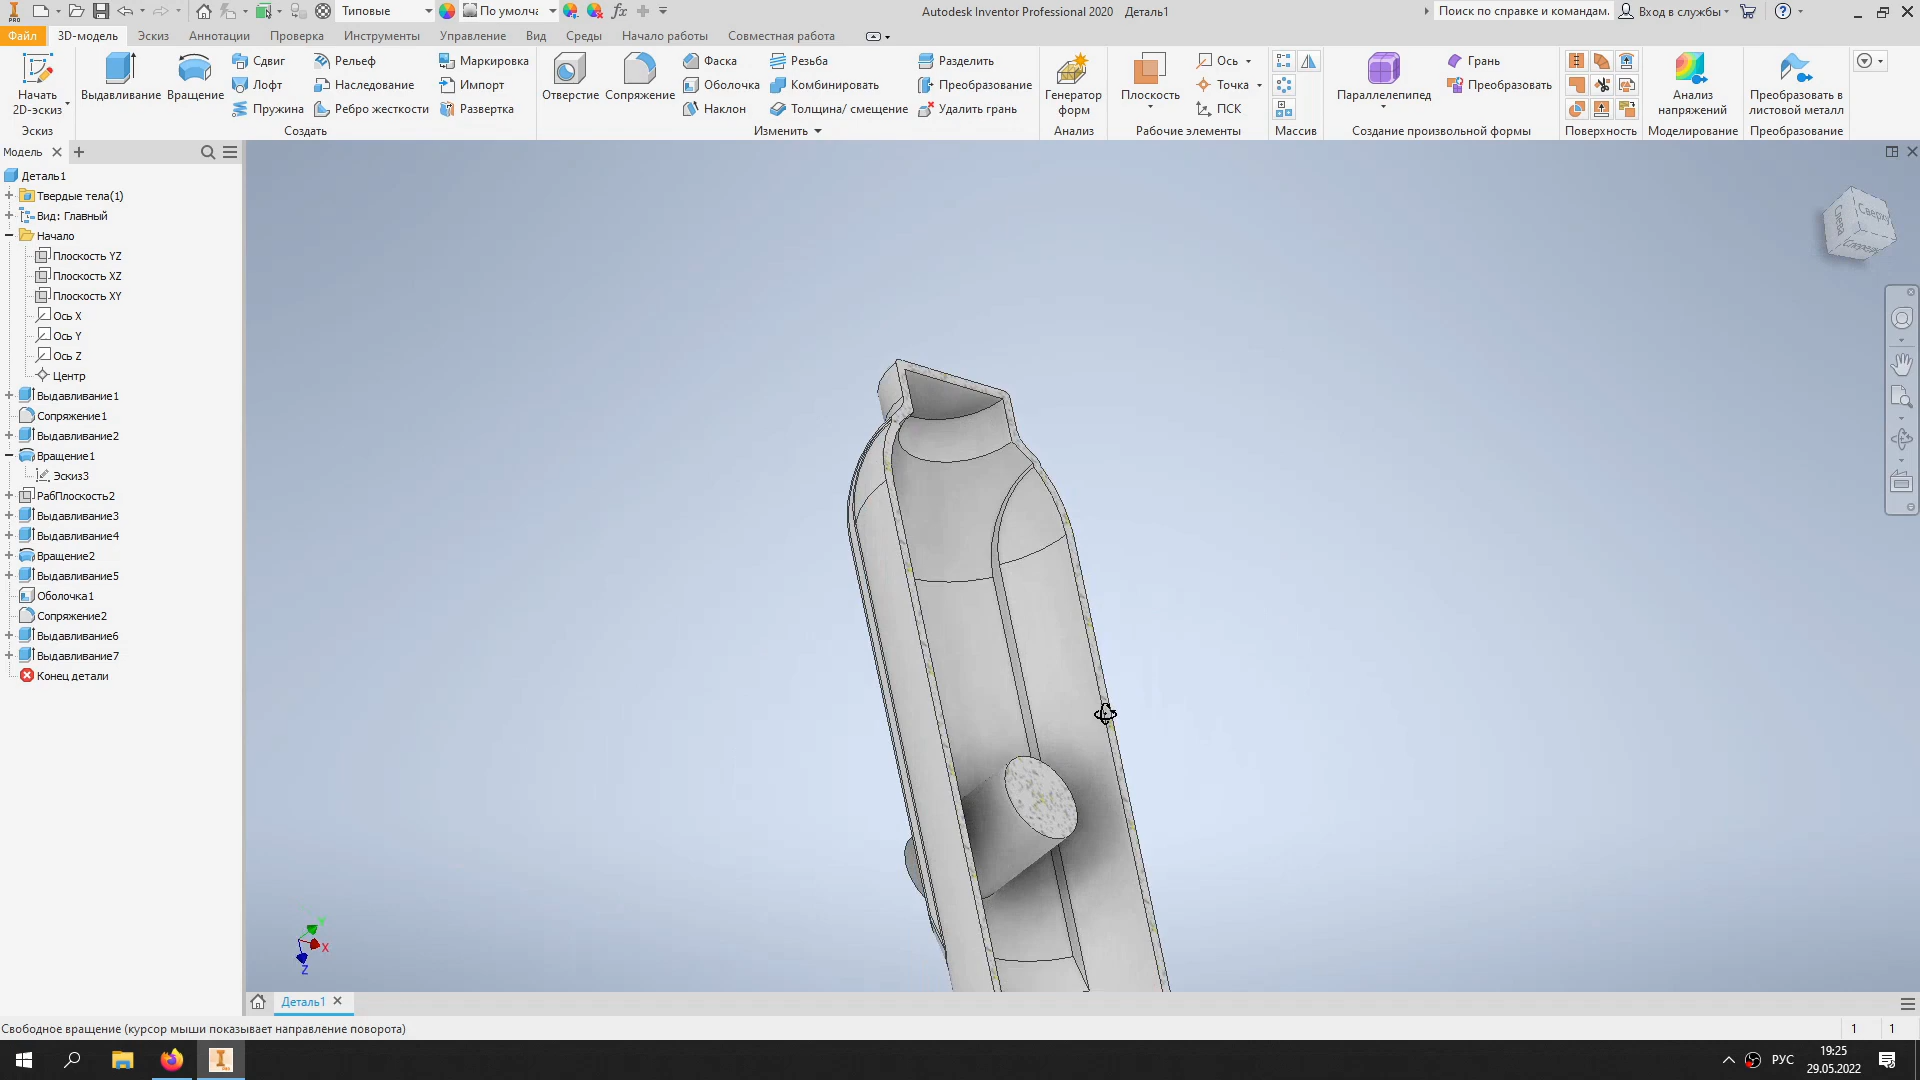 Типовые
По умолча
Autodesk Inventor Professional 2020 Деталь1
Поиск по справке и командам.
Вход в службы
Файл
3D-модель
Эскиз
Аннотации
Проверка
Инструменты
Управление
Вид
Среды
Начало работы
Совместная работа
Начать
2D-эскиз
Выдавливание
Вращение
Сдвиг
Лофт
Пружина
Рельеф
Наследование
Ребро жесткости
Маркировка
Импорт
Развертка
Отверстие
Сопряжение
Фаска
Оболочка
Наклон
Резьба
Комбинировать
Толщина/ смещение
Разделить
Преобразование
Удалить грань
Генератор
форм
Плоскость
Ось
Точка
ПСК
Параллелепипед
Грань
Преобразовать
Анализ
напряжений
Преобразовать в
листовой металл
Эскиз
Создать
Изменить
Анализ
Рабочие элементы
Массив
Создание произвольной формы
Поверхность
Моделирование
Преобразование
Модель
Деталь1
Твердые тела(1)
Вид: Главный
Начало
Плоскость YZ
Плоскость XZ
Плоскость XY
Ось X
Ось Y
Ось Z
Центр
Выдавливание1
Сопряжение1
Выдавливание2
Вращение1
Эскиз3
РабПлоскость2
Выдавливание3
Выдавливание4
Вращение2
Выдавливание5
Оболочка1
Сопряжение2
Выдавливание6
Выдавливание7
Конец детали
Сверху
Слева
Спереди
Y
X
Z
Деталь1
Свободное вращение (курсор мыши показывает направление поворота)
1 1
РУС
19:25
29.05.2022